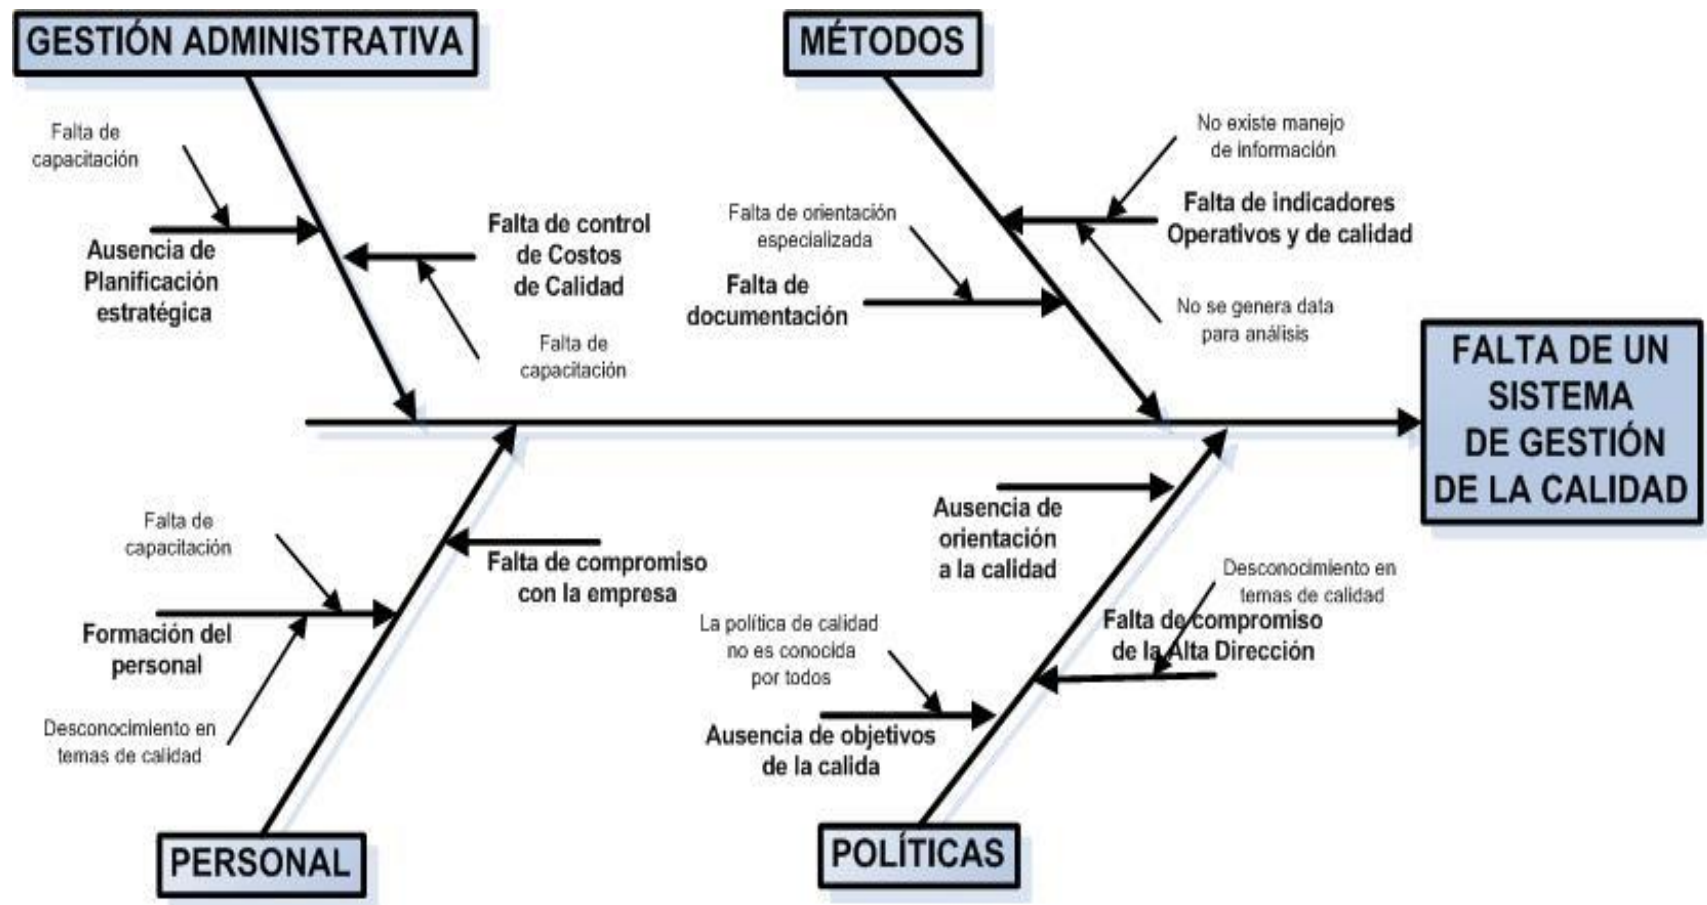 GESTIÓN ADMINISTRATIVA
MÉTODOS
Falta de
capacitación
Ausencia de
Planificación
estratégica
Falta de control
de Costos
de Calidad
Falta de
capacitación
No existe manejo
de información
Falta de indicadores
Operativos y de calidad
No se genera data
para análisis
Falta de orientación
especializada
Falta de
documentación
FALTA DE UN
SISTEMA
DE GESTIÓN
DE LA CALIDAD
Falta de
capacitación
Formación del
personal
Desconocimiento en
temas de calidad
Falta de compromiso
con la empresa
Ausencia de
orientación
a la calidad
Desconocimiento en
temas de calidad
Falta de compromiso
de la Alta Dirección
La política de calidad
no es conocida
por todos
Ausencia de objetivos
de la calida
PERSONAL
POLÍTICAS